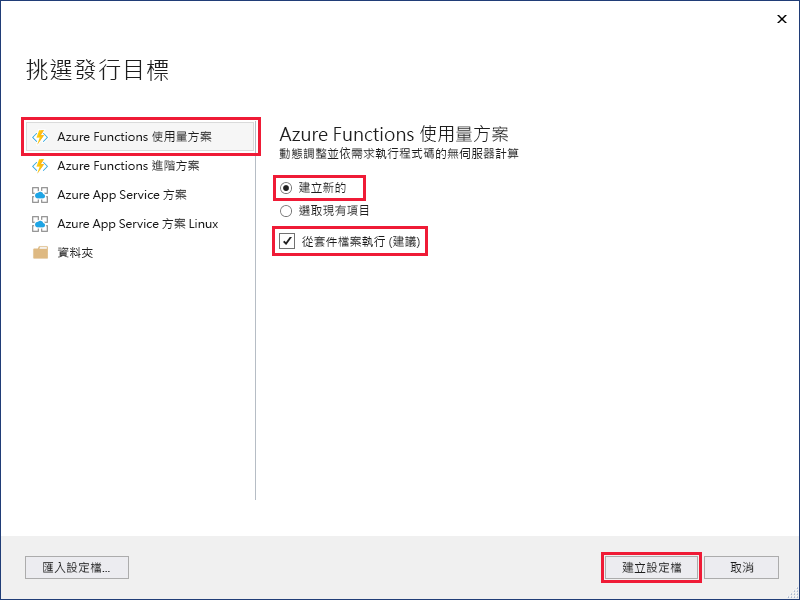 挑選發行目標
Azure Functions 使用量方案
Azure Functions 進階方案
Azure App Service 方案
Azure App Service 方案 Linux
資料夾
Azure Functions 使用量方案
動態調整並依需求執行程式碼的無伺服器計算
建立新的
選取現有項目
從套件檔案執行 (建議)
匯入設定檔...
建立設定檔
取消